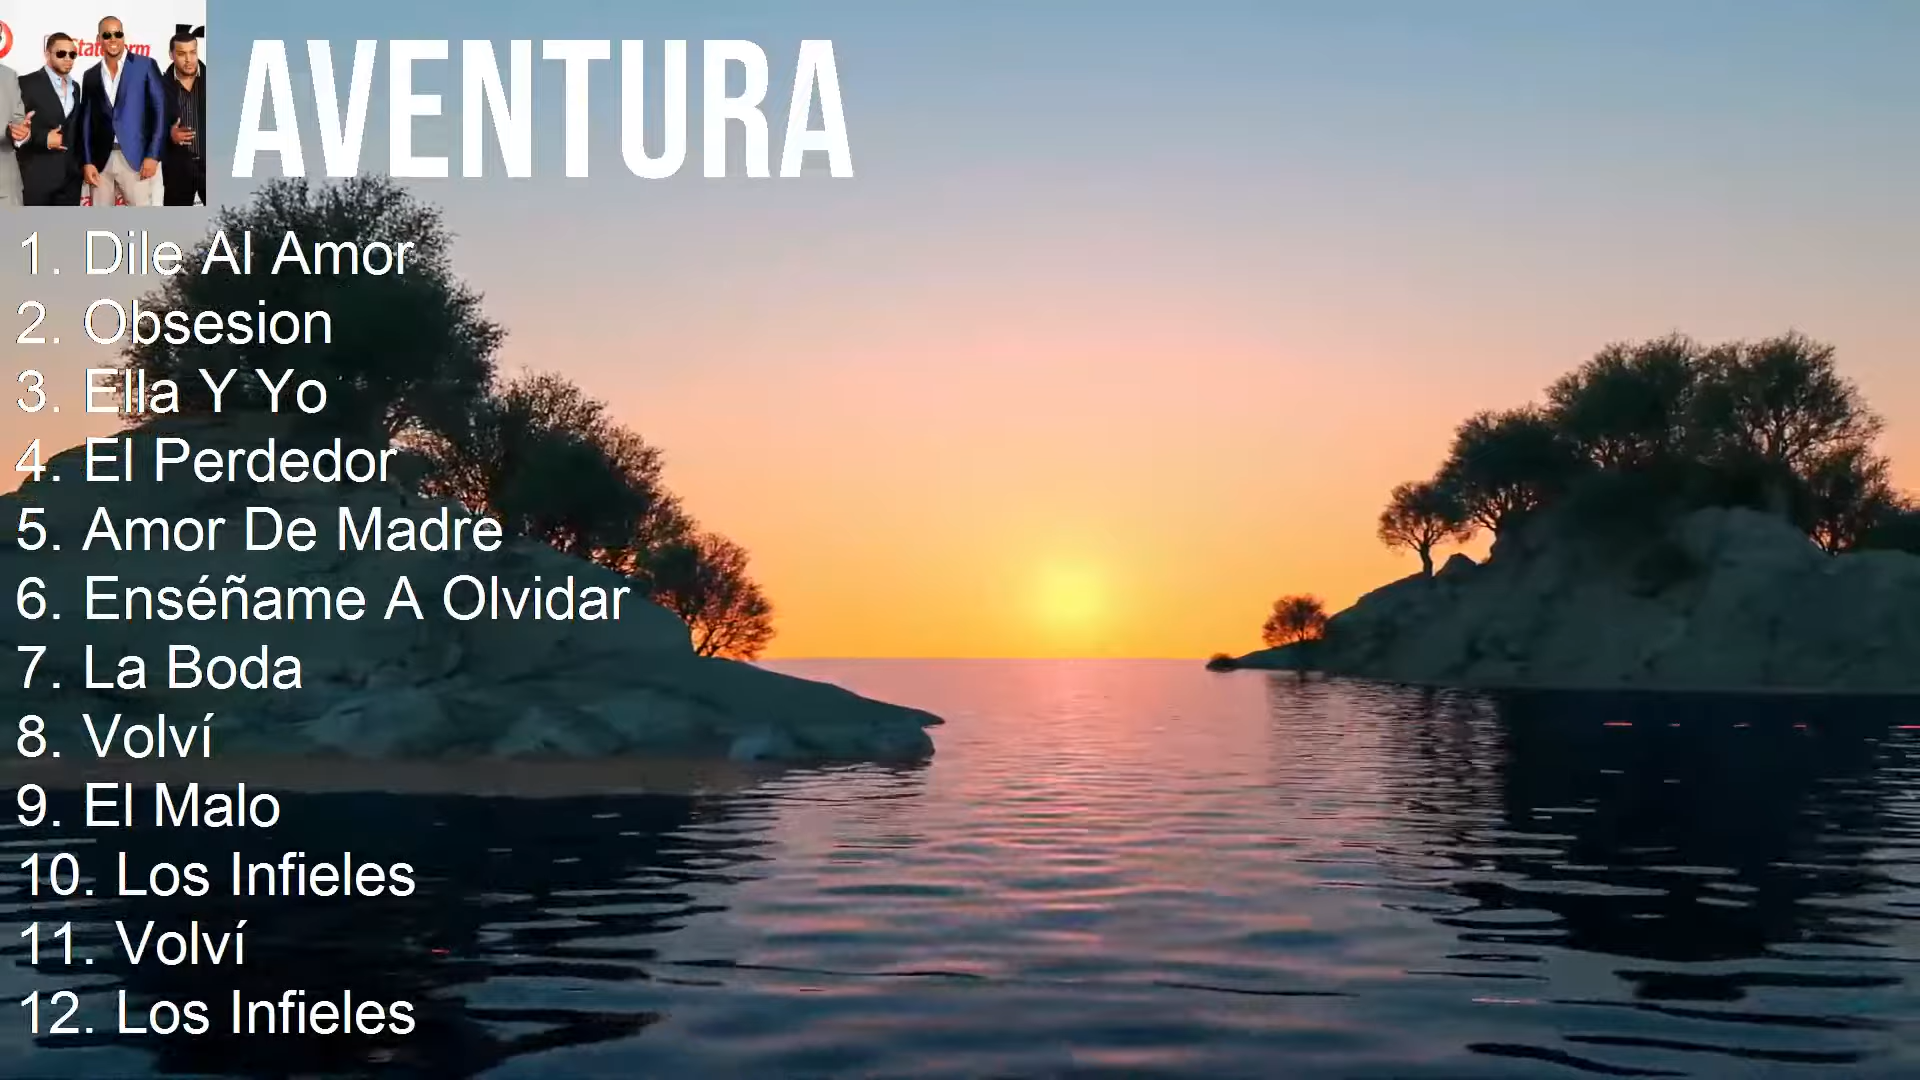 AVENTURA
1. Dile Al Amor
2. Obsesion
3. Ella Y Yo
4. El Perdedor
5. Amor De Madre
6. Enséñame A Olvidar
7. La Boda
8. Volví
9. El Malo
10. Los Infieles
11. Volví
12. Los Infieles